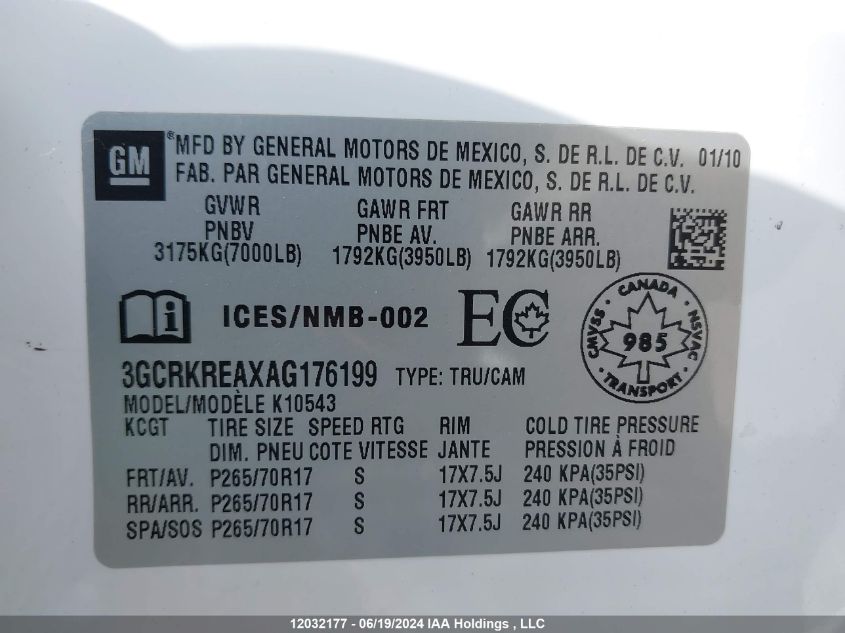 GM
®MFD BY GENERAL MOTORS DE MEXICO, S. DE R.L. DE C.V. 01/10
FAB. PAR GENERAL MOTORS DE MEXICO, S. DE R.L. DE C.V.
GVWR GAWR FRT GAWR RR
PNBV PNBE AV. PNBE ARR.
3175KG(7000LB) 1792KG(3950LB) 1792KG(3950LB)
i ICES/NMB-002 EC
CANADA
CMVSS 985 NSVAC
TRANSPORT
3GCRKREAXAG176199 TYPE: TRU/CAM
MODEL/MODÈLE K10543
KCGT TIRE SIZE SPEED RTG RIM COLD TIRE PRESSURE
DIM. PNEU COTE VITESSE JANTE PRESSION À FROID
FRT/AV. P265/70R17 S 17X7.5J 240 KPA(35PSI)
RR/ARR. P265/70R17 S 17X7.5J 240 KPA(35PSI)
SPA/SOS P265/70R17 S 17X7.5J 240 KPA(35PSI)
12032177 - 06/19/2024 IAA Holdings , LLC